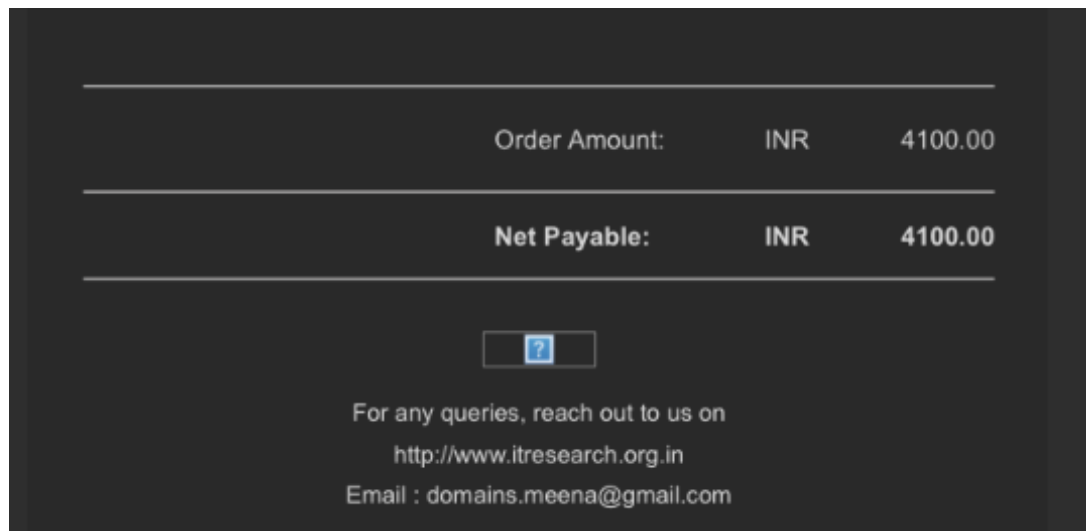 Order Amount: INR 4100.00
Net Payable: INR 4100.00
?
For any queries, reach out to us on
http://www.itresearch.org.in
Email : domains.meena@gmail.com